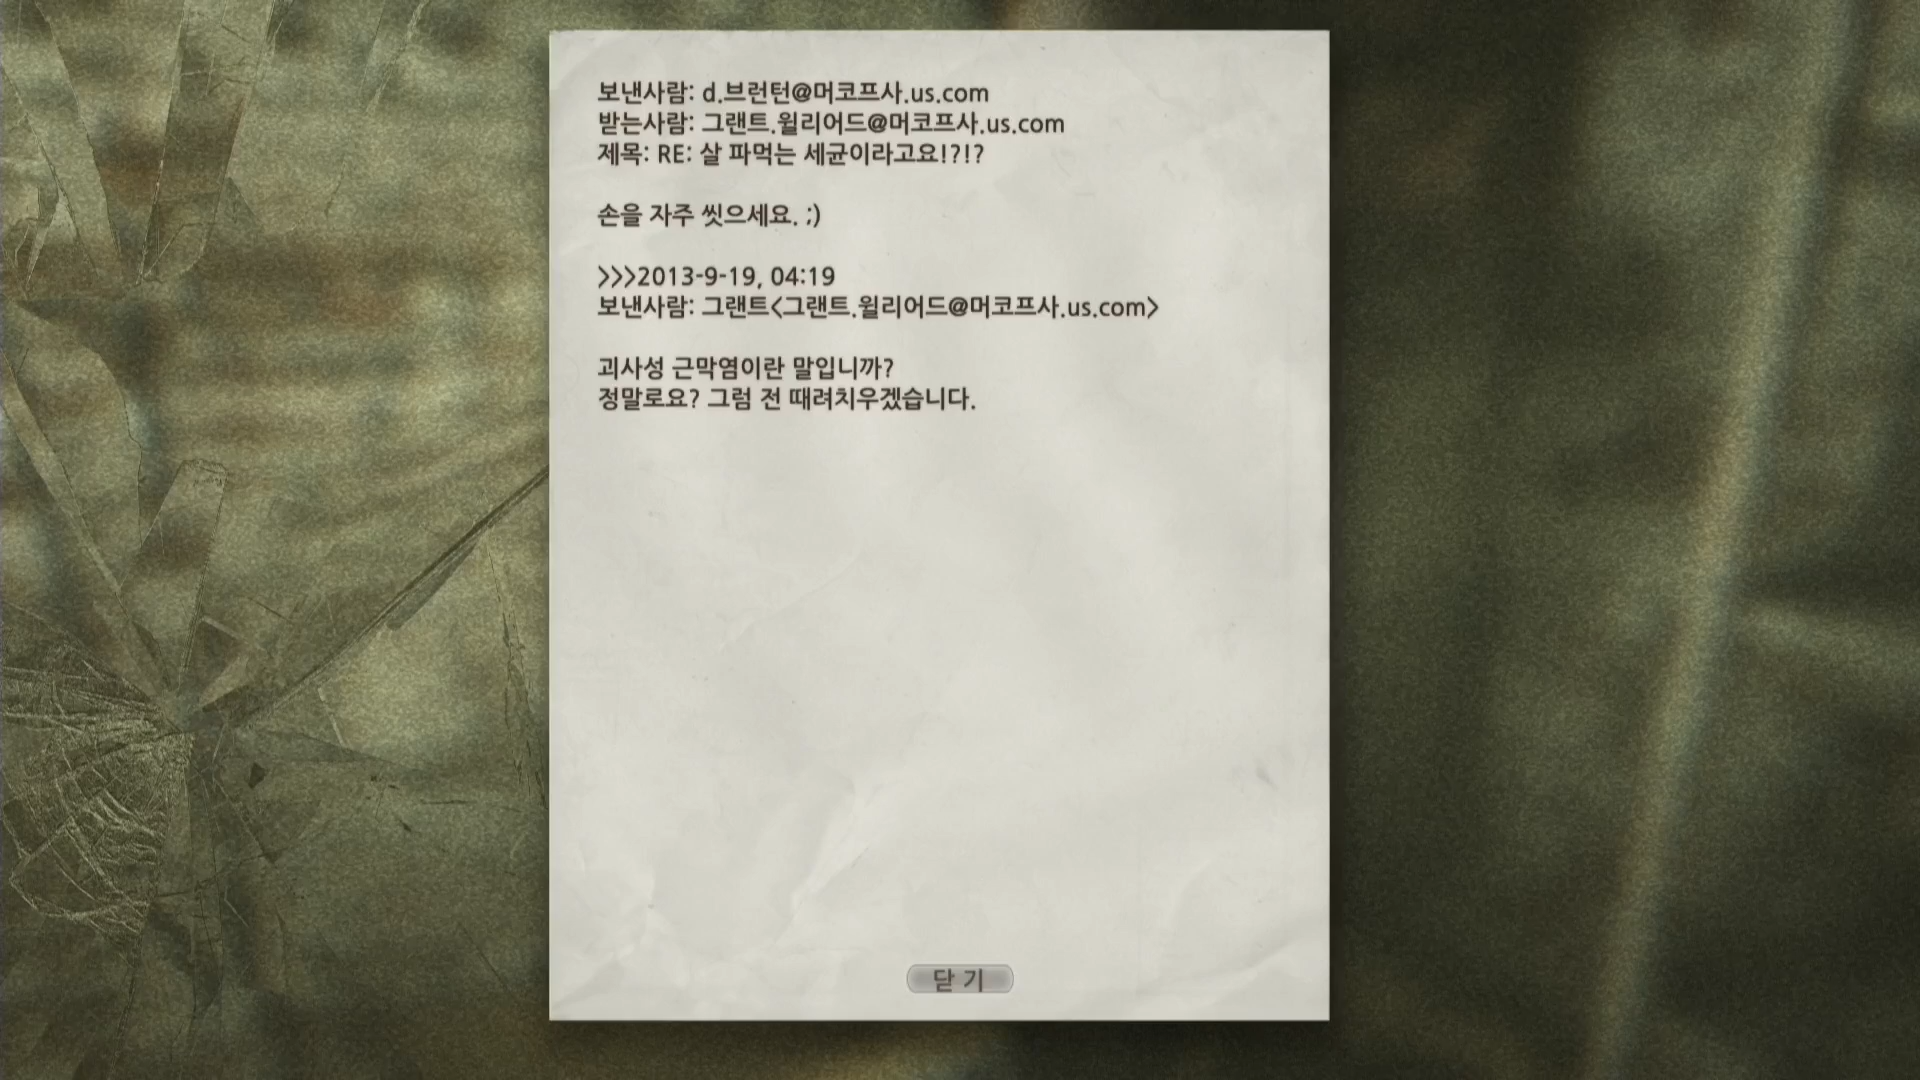 보낸사람: d.브런턴@머코프사.us.com
받는사람: 그랜트.윌리어드@머코프사.us.com
제목: RE: 살 파먹는 세균이라고요!?!?
손을 자주 씻으세요. ;)
>>>2013-9-19, 04:19
보낸사람: 그랜트<그랜트.윌리어드@머코프사.us.com>
괴사성 근막염이란 말입니까?
정말로요? 그럼 전 때려치우겠습니다.
닫 기